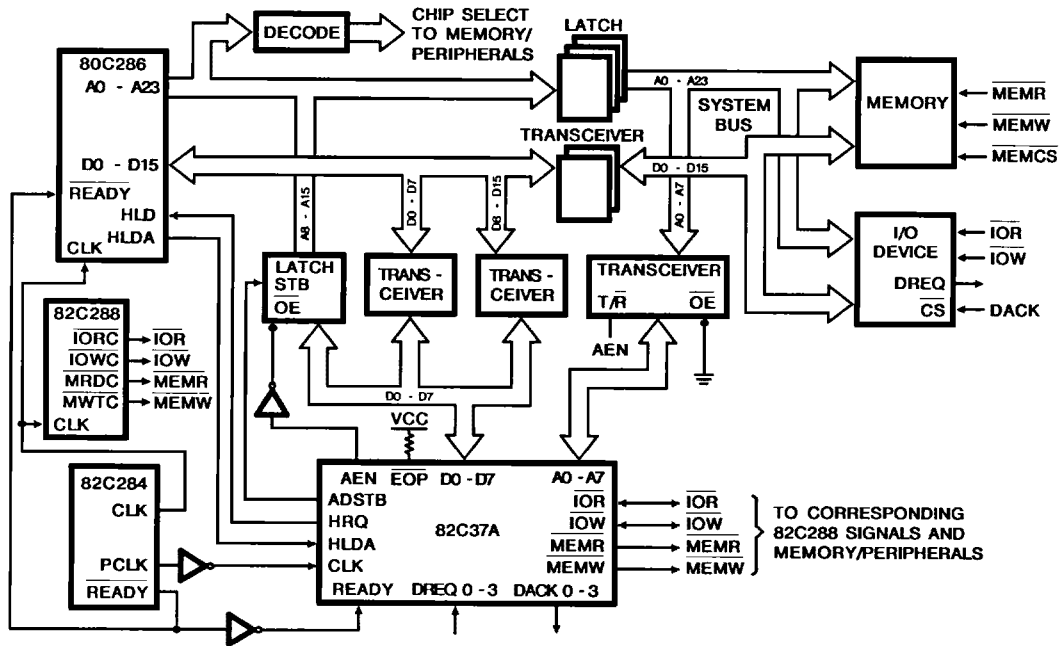 CHIP SELECT
TO MEMORY/
PERIPHERALS
DECODE
LATCH
80C286
A0 - A23
D0 - D15
READY
HLD
HLDA
CLK
A0 - A23
SYSTEM
BUS
MEMORY
MEMR
MEMW
MEMCS
TRANSCEIVER
D0 - D15
A8 - A15
D0 - D7
D8 - D15
A0 - A7
LATCH
STB
OE
TRANS -
CEIVER
TRANS -
CEIVER
TRANSCEIVER
T/R
OE
AEN
I/O
DEVICE
DREQ
CS
IOR
IOW
DACK
82C288
IORC
IOWC
MRDC
MWTC
CLK
IOR
IOW
MEMR
MEMW
D0 - D7
VCC
82C284
CLK
PCLK
READY
AEN
EOP
D0 - D7
A0 - A7
ADSTB
HRQ
HLDA
CLK
READY
82C37A
DREQ 0 - 3
DACK 0 - 3
IOR
IOW
MEMR
MEMW
IOR
IOW
MEMR
MEMW
TO CORRESPONDING
82C288 SIGNALS AND
MEMORY/PERIPHERALS